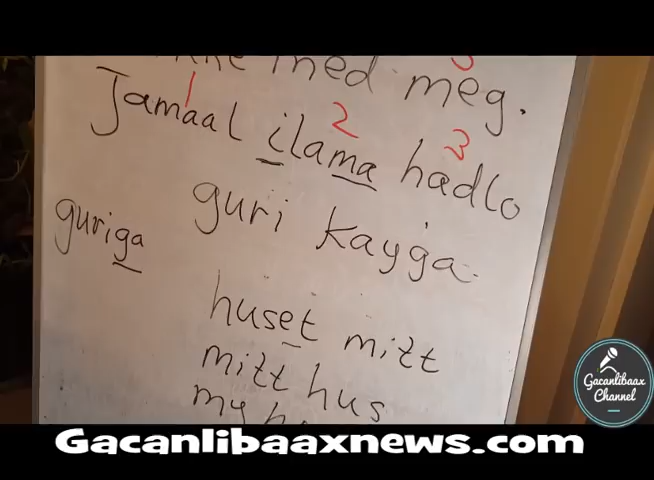 med meg.
1 2 3
Jamaal ilama hadlo
guri kayga.
guriga
huset mitt
mitt hus
my
Gacanlibaax
Channel
Gacanlibaaxnews.com